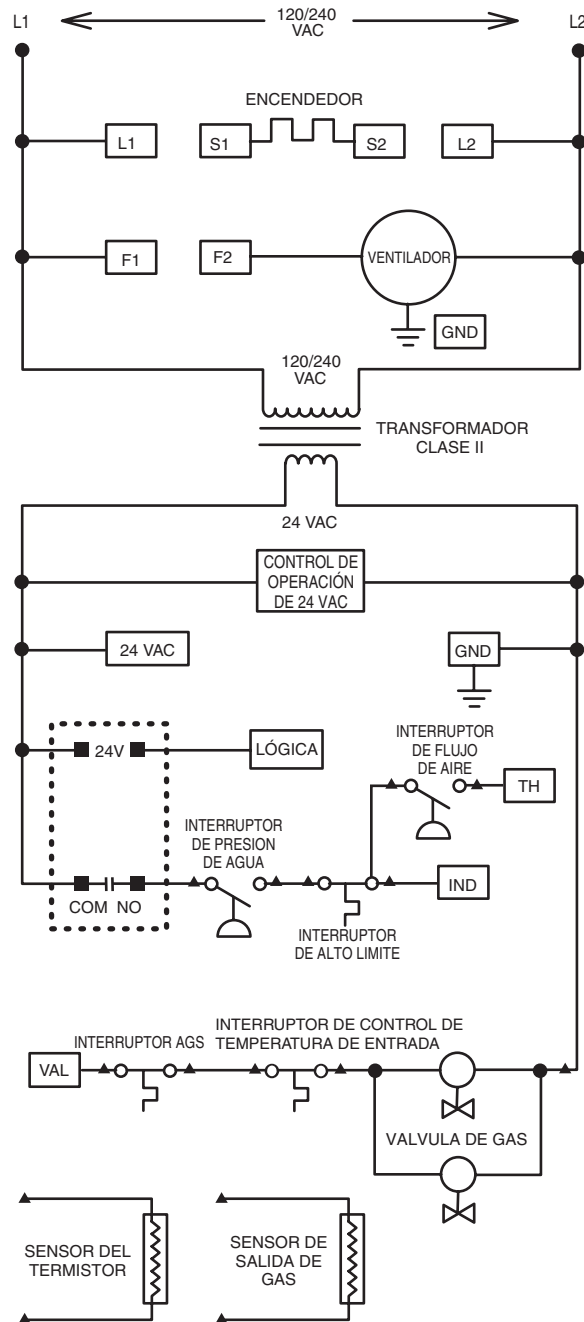 L1
120/240
VAC
L2
ENCENDEDOR
L1
S1
S2
L2
F1
F2
VENTILADOR
GND
120/240
VAC
TRANSFORMADOR
CLASE II
24 VAC
CONTROL DE
OPERACIÓN
DE 24 VAC
24 VAC
GND
24V
LÓGICA
INTERRUPTOR
DE FLUJO
DE AIRE
TH
INTERRUPTOR
DE PRESION
DE AGUA
COM NO
IND
INTERRUPTOR
DE ALTO LIMITE
INTERRUPTOR AGS
INTERRUPTOR DE CONTROL DE
TEMPERATURA DE ENTRADA
VAL
VALVULA DE GAS
SENSOR DEL
TERMISTOR
SENSOR DE
SALIDA DE
GAS